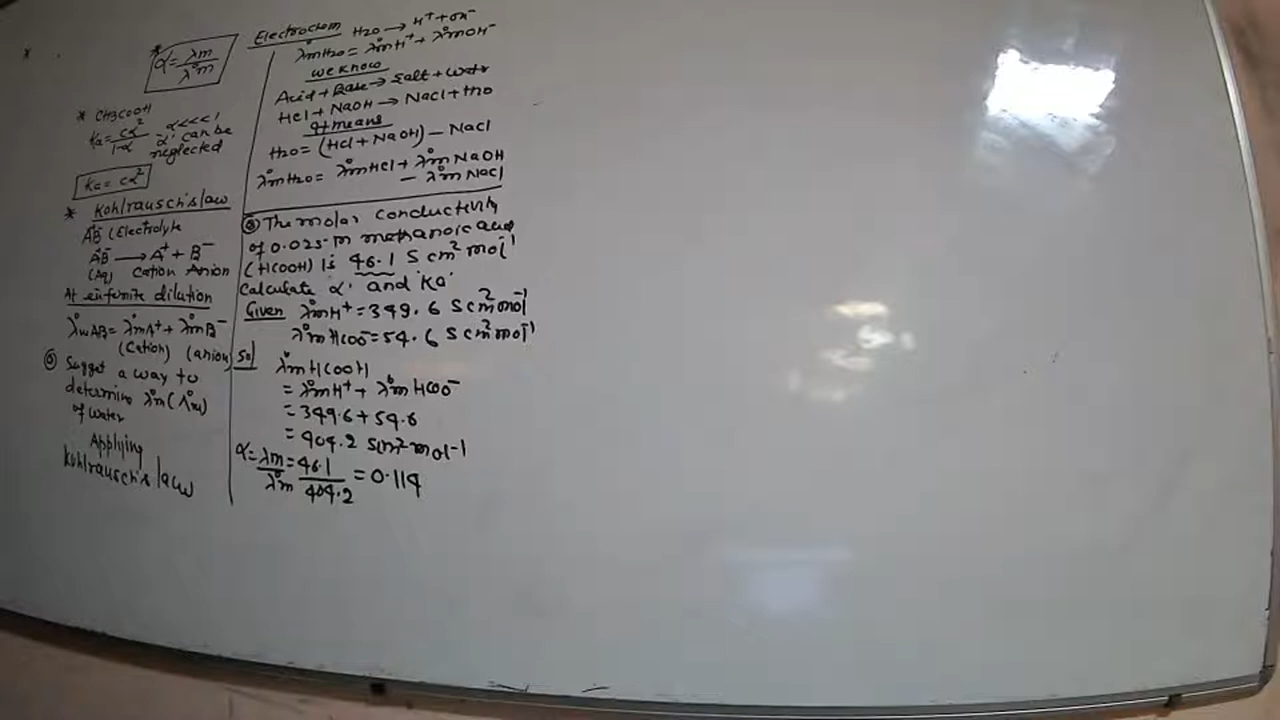 Electrochem
α = λm / λ°m
* CH3COOH
Ka = cα² / 1-α
α<<<1
'α' can be
neglected
Ka = cα²
* Kohlrausch's law
AB (Electrolyte
AB → A⁺ + B⁻
(Aq) Cation Anion
At infinite dilution
λ°m AB = λ°m A⁺ + λ°m B⁻
(Cation) (anion)
Q Sugget a way to
determine λ°m (Λ°m)
of water
Applying
Kohlrausch's law
H2O → H⁺ + OH⁻
λ°m H2O = λ°m H⁺ + λ°m OH⁻
we know
Acid + Base → Salt + Water
HCl + NaOH → NaCl + H2O
It means
H2O = (HCl + NaOH) – NaCl
λ°m H2O = λ°m HCl + λ°m NaOH
– λ°m NaCl
Q The molar conductivity
of 0.025 m methanoic acid
(HCOOH) is 46.1 S cm² mol⁻¹
Calculate 'α' and 'Ka'
Given λ°m H⁺ = 349.6 S cm² mol⁻¹
λ°m HCOO⁻ = 54.6 S cm² mol⁻¹
Sol λ°m HCOOH
= λ°m H⁺ + λ°m HCOO⁻
= 349.6 + 54.6
= 404.2 S cm² mol⁻¹
α = λm / λ°m = 46.1 / 404.2 = 0.114